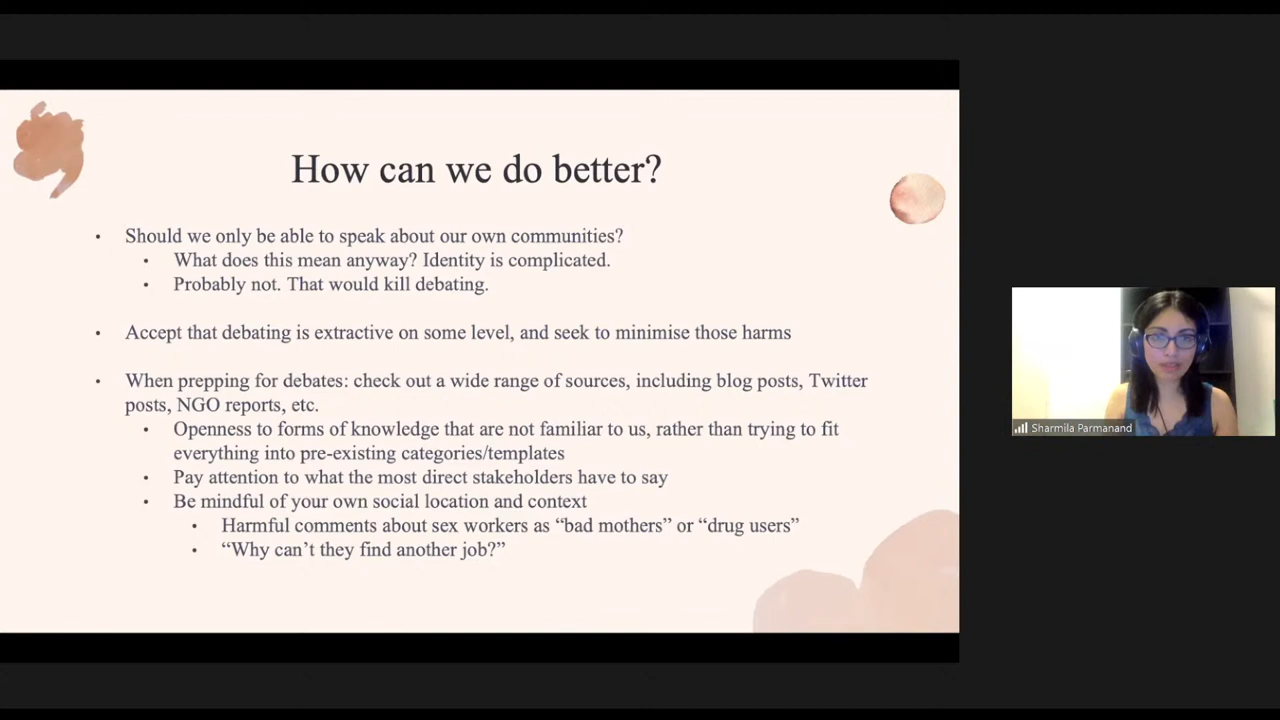 How can we do better?
• Should we only be able to speak about our own communities?
• What does this mean anyway? Identity is complicated.
• Probably not. That would kill debating.
• Accept that debating is extractive on some level, and seek to minimise those harms
• When prepping for debates: check out a wide range of sources, including blog posts, Twitter
posts, NGO reports, etc.
• Openness to forms of knowledge that are not familiar to us, rather than trying to fit
everything into pre-existing categories/templates
• Pay attention to what the most direct stakeholders have to say
• Be mindful of your own social location and context
• Harmful comments about sex workers as “bad mothers” or “drug users”
• “Why can’t they find another job?”
Sharmila Parmanand